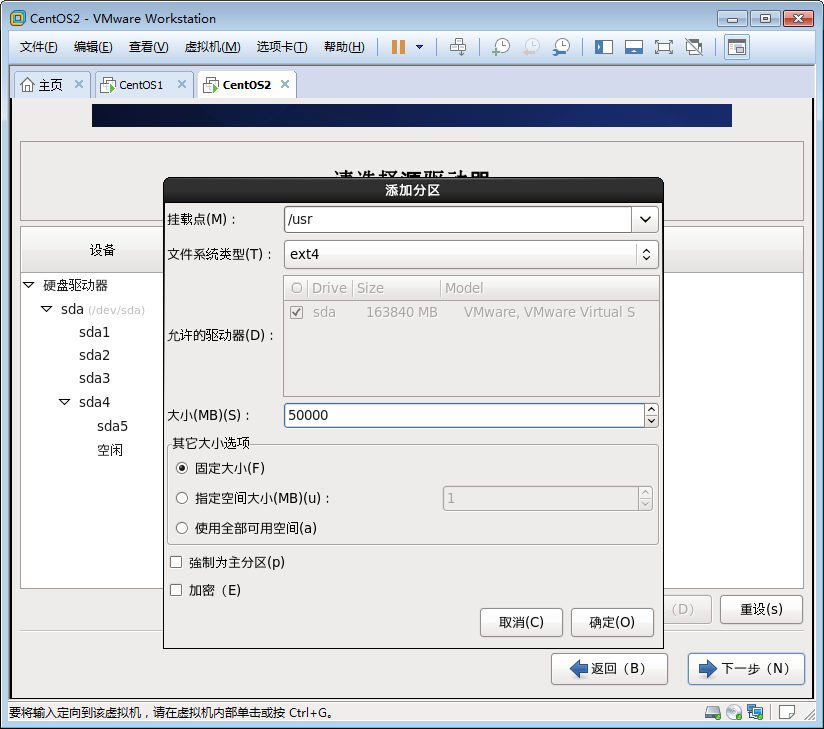 CentOS2 - VMware Workstation
文件(F) 编辑(E) 查看(V) 虚拟机(M) 选项卡(T) 帮助(H)
主页 CentOS1 CentOS2
请选择源驱动器
添加分区
挂载点(M)： /usr
文件系统类型(T)： ext4
允许的驱动器(D)：
Drive Size Model
sda 163840 MB VMware, VMware Virtual S
大小(MB)(S)： 50000
其它大小选项
固定大小(F)
指定空间大小(MB)(u)： 1
使用全部可用空间(a)
强制为主分区(p)
加密（E)
取消(C) 确定(O)
设备
硬盘驱动器
sda (/dev/sda)
sda1
sda2
sda3
sda4
sda5
空闲
(D) 重设(s)
返回（B） 下一步（N）
要将输入定向到该虚拟机，请在虚拟机内部单击或按 Ctrl+G。